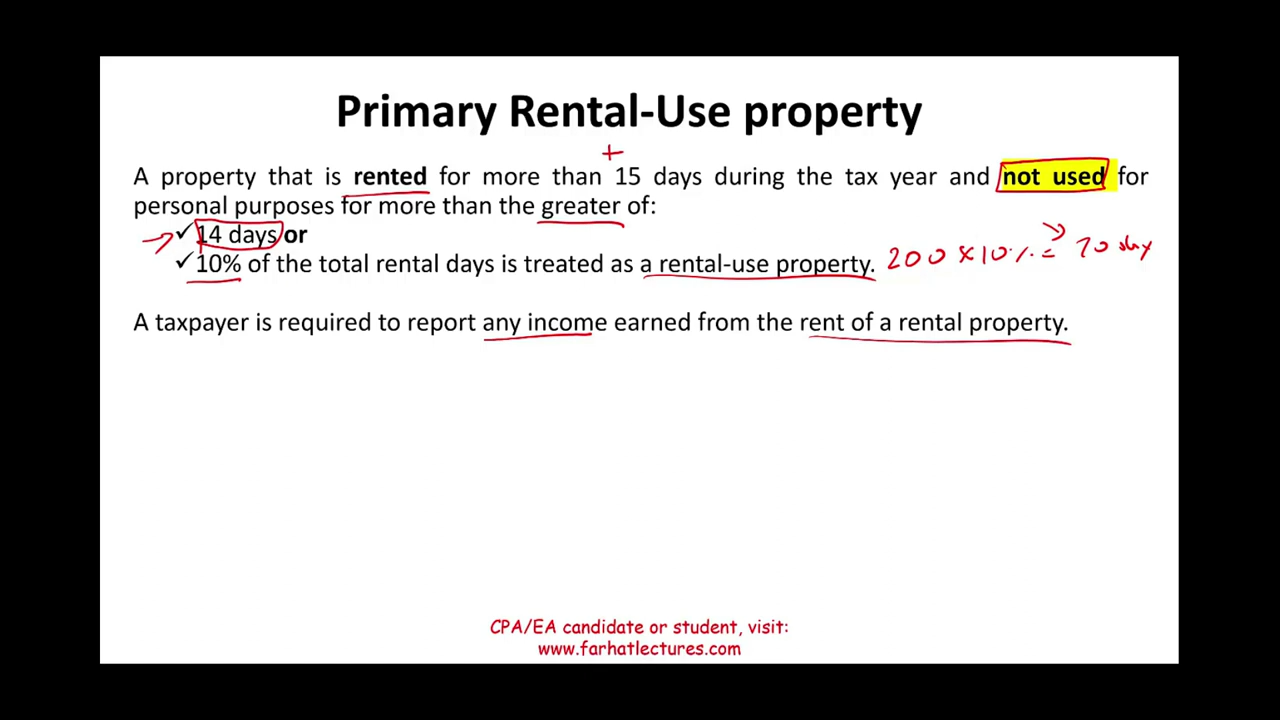 Primary Rental-Use property
+
A property that is rented for more than 15 days during the tax year and not used for
personal purposes for more than the greater of:
✓ 14 days or
✓ 10% of the total rental days is treated as a rental-use property. 200 x 10% = 20 day
A taxpayer is required to report any income earned from the rent of a rental property.
CPA/EA candidate or student, visit:
www.farhatlectures.com